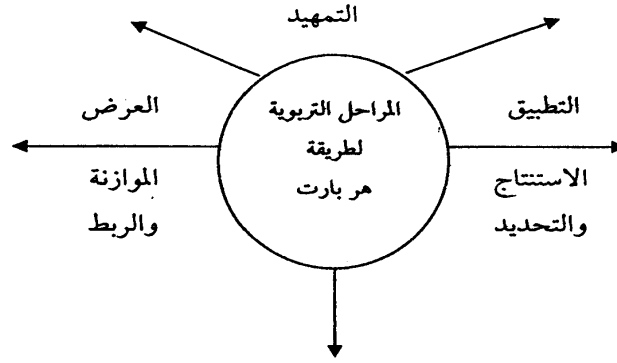 التمهيد
التطبيق
العرض
المراحل التربوية
لطريقة
هر بارت
الاستنتاج
والتحديد
الموازنة
والربط